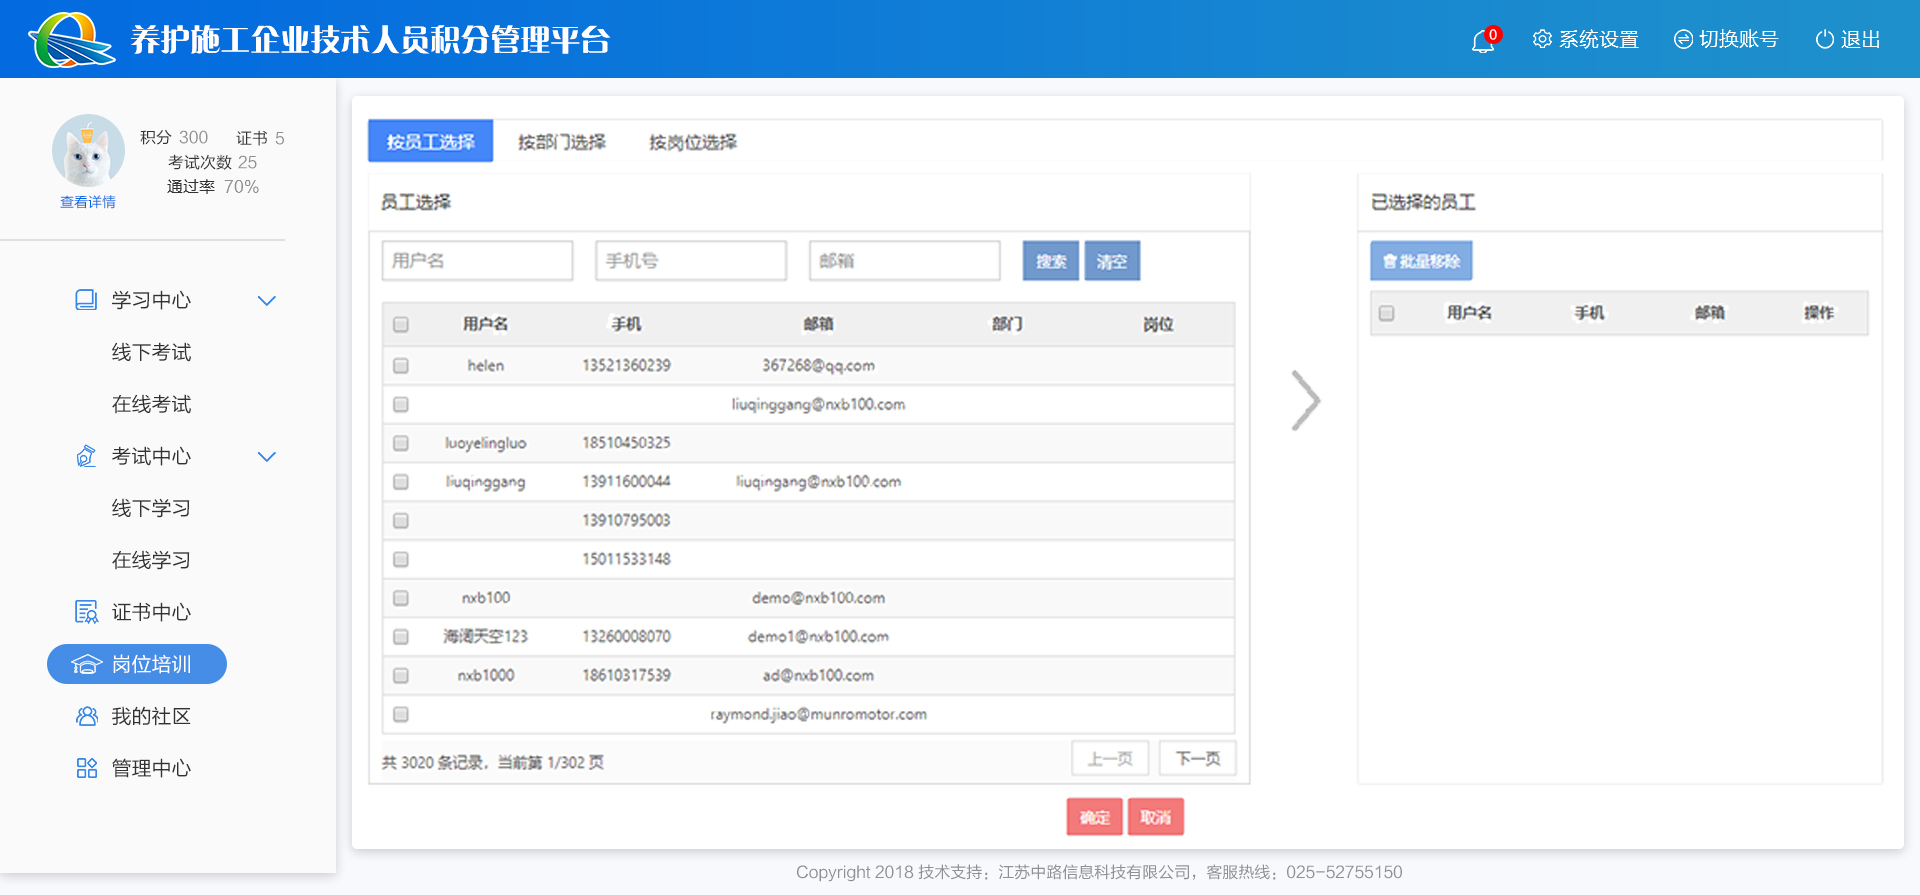 养护施工企业技术人员积分管理平台
0
系统设置
切换账号
退出
积分 300 证书 5
考试次数 25
通过率 70%
查看详情
学习中心
线下考试
在线考试
考试中心
线下学习
在线学习
证书中心
岗位培训
我的社区
管理中心
按员工选择 按部门选择 按岗位选择
员工选择
用户名 手机号 邮箱 搜索 清空
用户名 手机 邮箱 部门 岗位
helen 13521360239 367268@qq.com
liuqinggang@nxb100.com
luoyelingluo 18510450325
liuqinggang 13911600044 liuqingang@nxb100.com
13910795003
15011533148
nxb100 demo@nxb100.com
海阔天空123 13260008070 demo1@nxb100.com
nxb1000 18610317539 ad@nxb100.com
raymond.jiao@munromotor.com
共 3020 条记录，当前第 1/302 页
上一页 下一页
已选择的员工
批量移除
用户名 手机 邮箱 操作
确定 取消
Copyright 2018 技术支持：江苏中路信息科技有限公司，客服热线：025-52755150